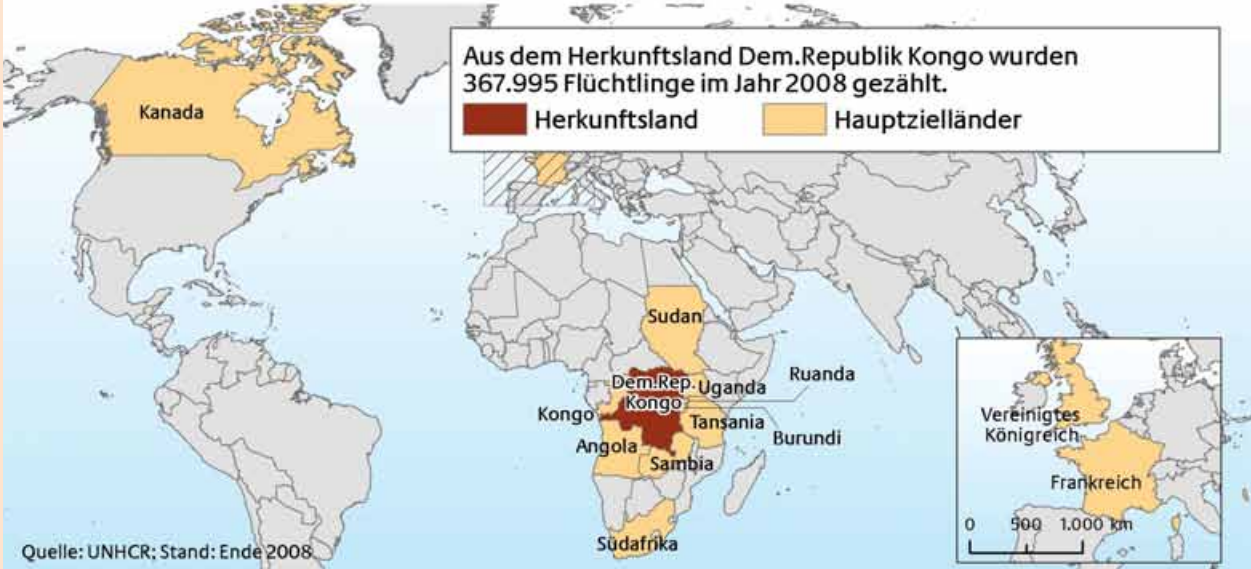 Aus dem Herkunftsland Dem.Republik Kongo wurden
367.995 Flüchtlinge im Jahr 2008 gezählt.
Herkunftsland
Hauptzielländer
Kanada
Sudan
Dem.Rep.
Kongo
Uganda
Ruanda
Kongo
Tansania
Burundi
Angola
Sambia
Südafrika
Vereinigtes
Königreich
Frankreich
0 500 1.000 km
Quelle: UNHCR; Stand: Ende 2008